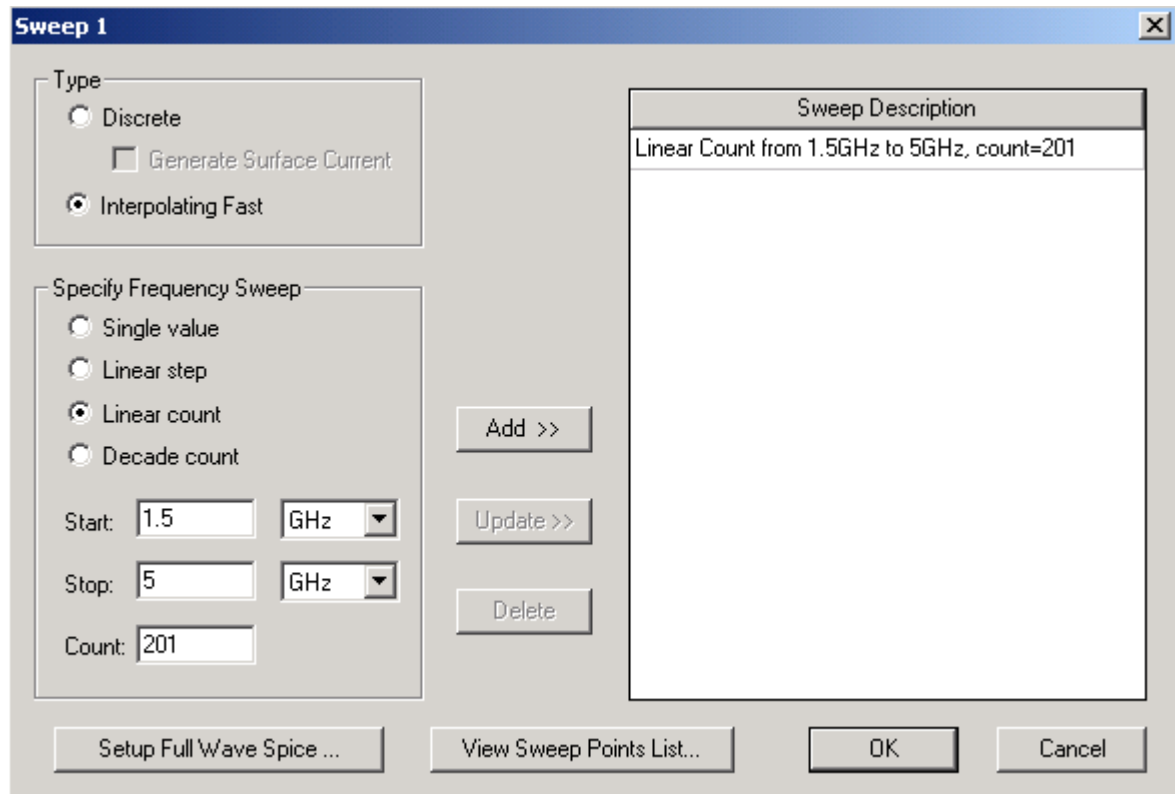 Sweep 1
Type
Discrete
Generate Surface Current
Interpolating Fast
Specify Frequency Sweep
Single value
Linear step
Linear count
Decade count
Start: 1.5 GHz
Stop: 5 GHz
Count: 201
Add >>
Update >>
Delete
Sweep Description
Linear Count from 1.5GHz to 5GHz, count=201
Setup Full Wave Spice ...
View Sweep Points List...
OK
Cancel